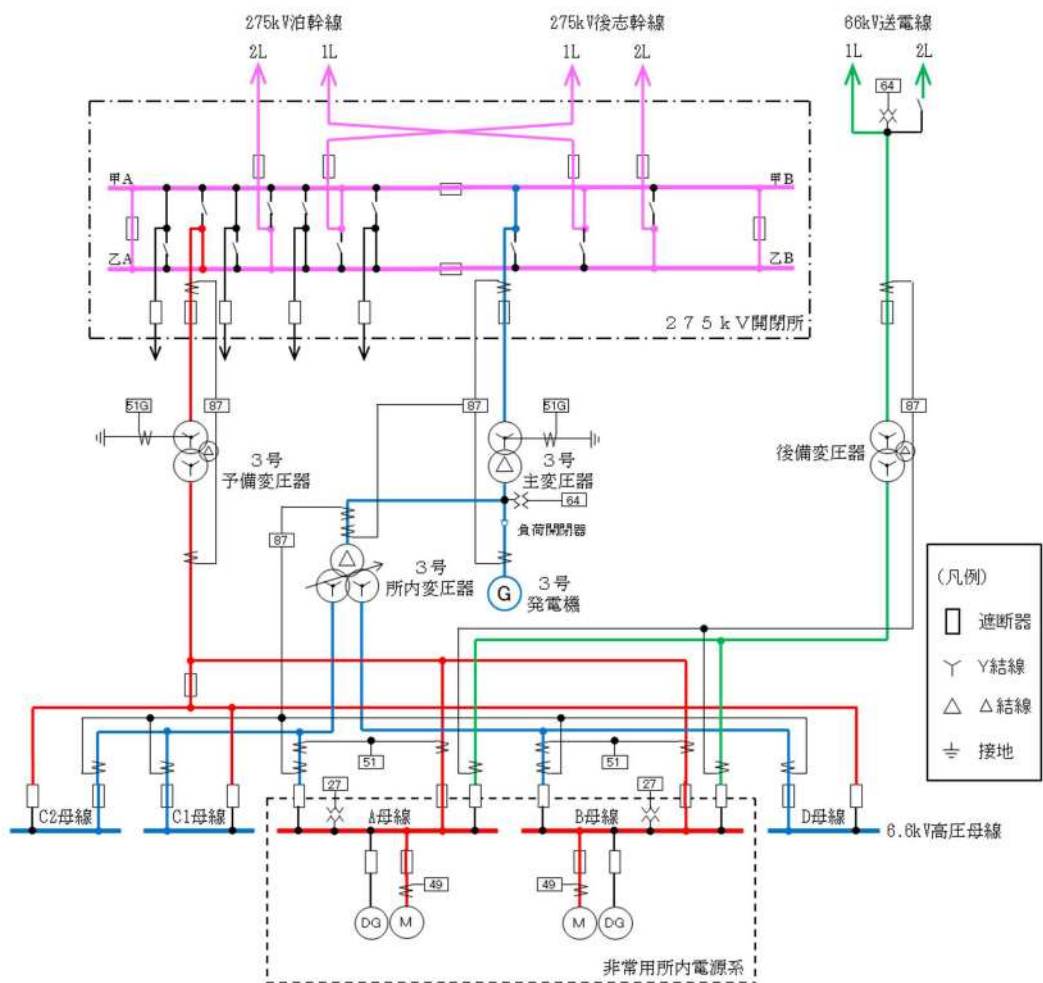 275kV泊幹線
275kV後志幹線
66kV送電線
2L
1L
1L
2L
1L
2L
64
甲A
甲B
乙A
乙B
275kV開閉所
51G
87
87
51G
87
3号
予備変圧器
3号
主変圧器
後備変圧器
64
87
負荷開閉器
3号
所内変圧器
G
3号
発電機
(凡例)
遮断器
Y結線
△結線
接地
51
51
27
27
C2母線
C1母線
A母線
B母線
D母線
6.6kV高圧母線
49
49
DG
M
M
DG
非常用所内電源系